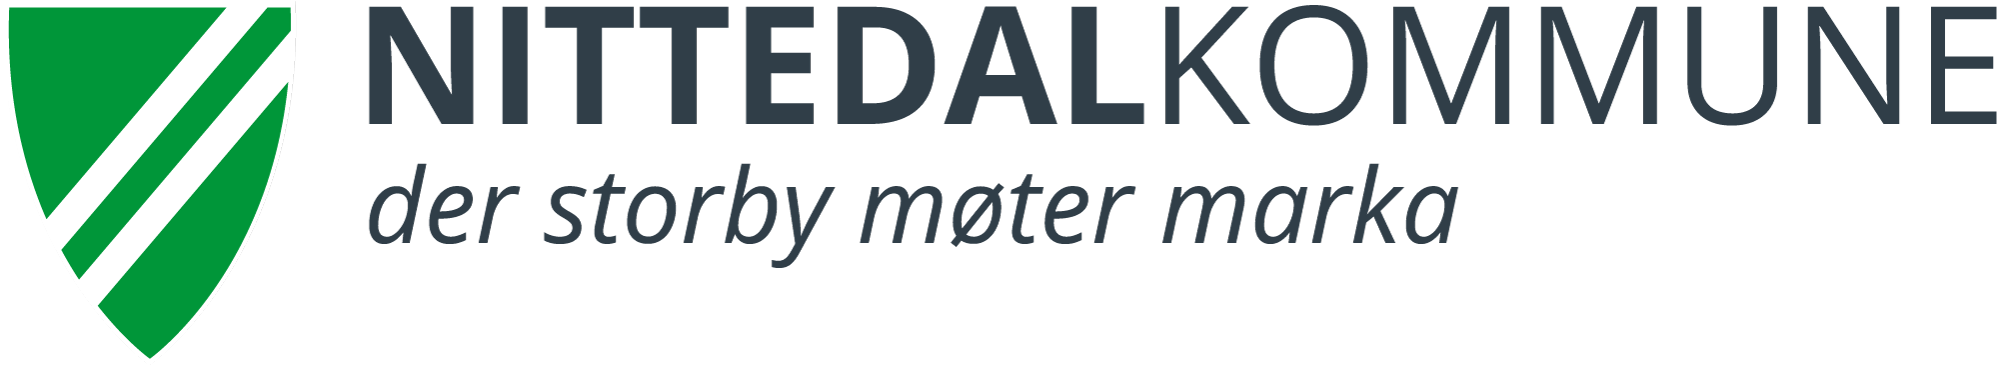 NITTEDALKOMMUNE
der storby møter marka